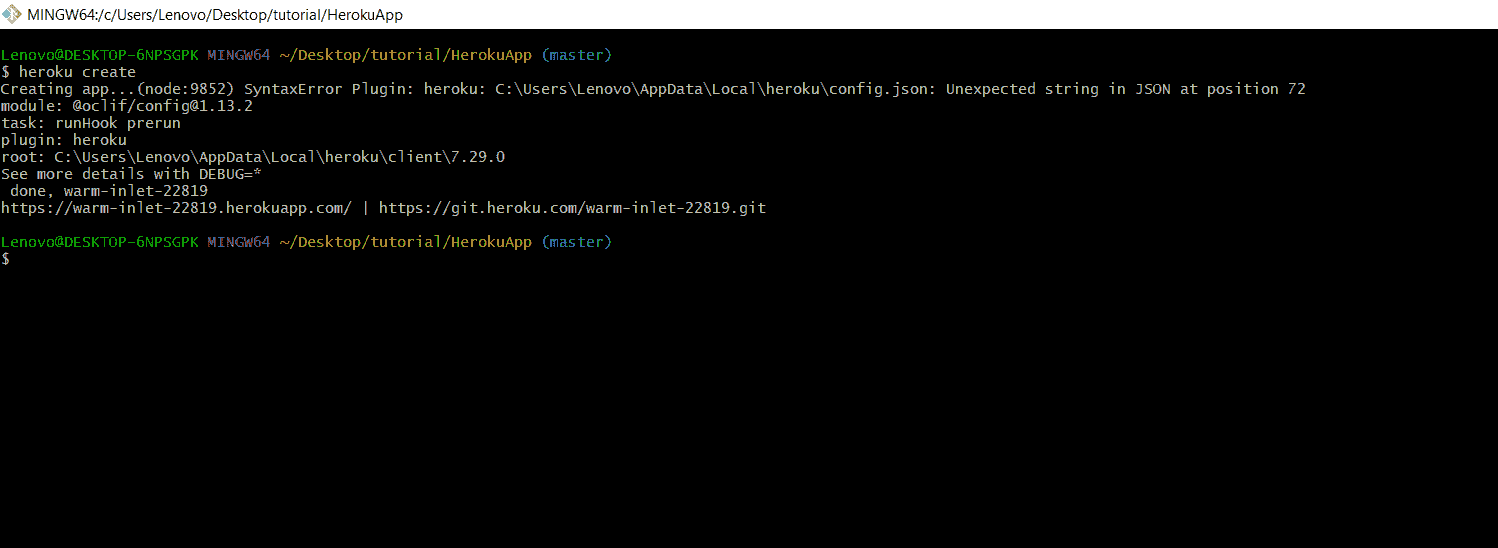 MINGW64:/c/Users/Lenovo/Desktop/tutorial/HerokuApp
Lenovo@DESKTOP-6NPSGPK MINGW64 ~/Desktop/tutorial/HerokuApp (master)
$ heroku create
Creating app...(node:9852) SyntaxError Plugin: heroku: C:\Users\Lenovo\AppData\Local\heroku\config.json: Unexpected string in JSON at position 72
module: @oclif/config@1.13.2
task: runHook prerun
plugin: heroku
root: C:\Users\Lenovo\AppData\Local\heroku\client\7.29.0
See more details with DEBUG=*
 done, warm-inlet-22819
https://warm-inlet-22819.herokuapp.com/ | https://git.heroku.com/warm-inlet-22819.git
Lenovo@DESKTOP-6NPSGPK MINGW64 ~/Desktop/tutorial/HerokuApp (master)
$